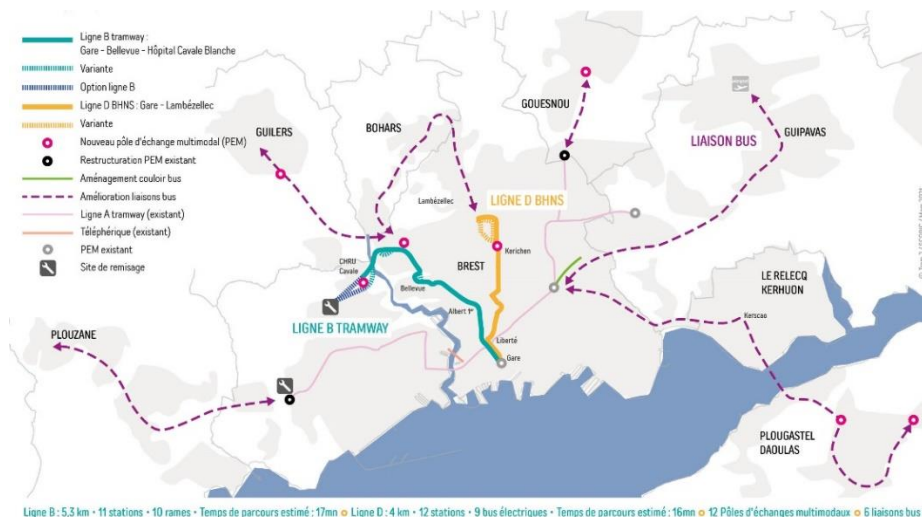 Ligne B tramway :
Gare - Bellevue - Hôpital Cavale Blanche
Variante
Option ligne B
Ligne D BHNS : Gare - Lambézellec
Variante
Nouveau pôle d'échange multimodal (PEM)
Restructuration PEM existant
Aménagement couloir bus
Amélioration liaisons bus
Ligne A tramway (existant)
Téléphérique (existant)
PEM existant
Site de remisage
GOUESNOU
BOHARS
GUILERS
LIAISON BUS
GUIPAVAS
Lambézellec
LIGNE D BHNS
Kerichen
CHRU
Cavale
BREST
Bellevue
LE RELECQ
KERHUON
Albert 1er
LIGNE B TRAMWAY
Kerscao
PLOUZANE
Liberté
Gare
PLOUGASTEL
DAOULAS
Ligne B : 5,3 km • 11 stations • 10 rames • Temps de parcours estimé : 17mn Ligne D : 4 km • 12 stations • 9 bus électriques • Temps de parcours estimé : 16mn 12 Pôles d'échanges multimodaux 6 liaisons bus